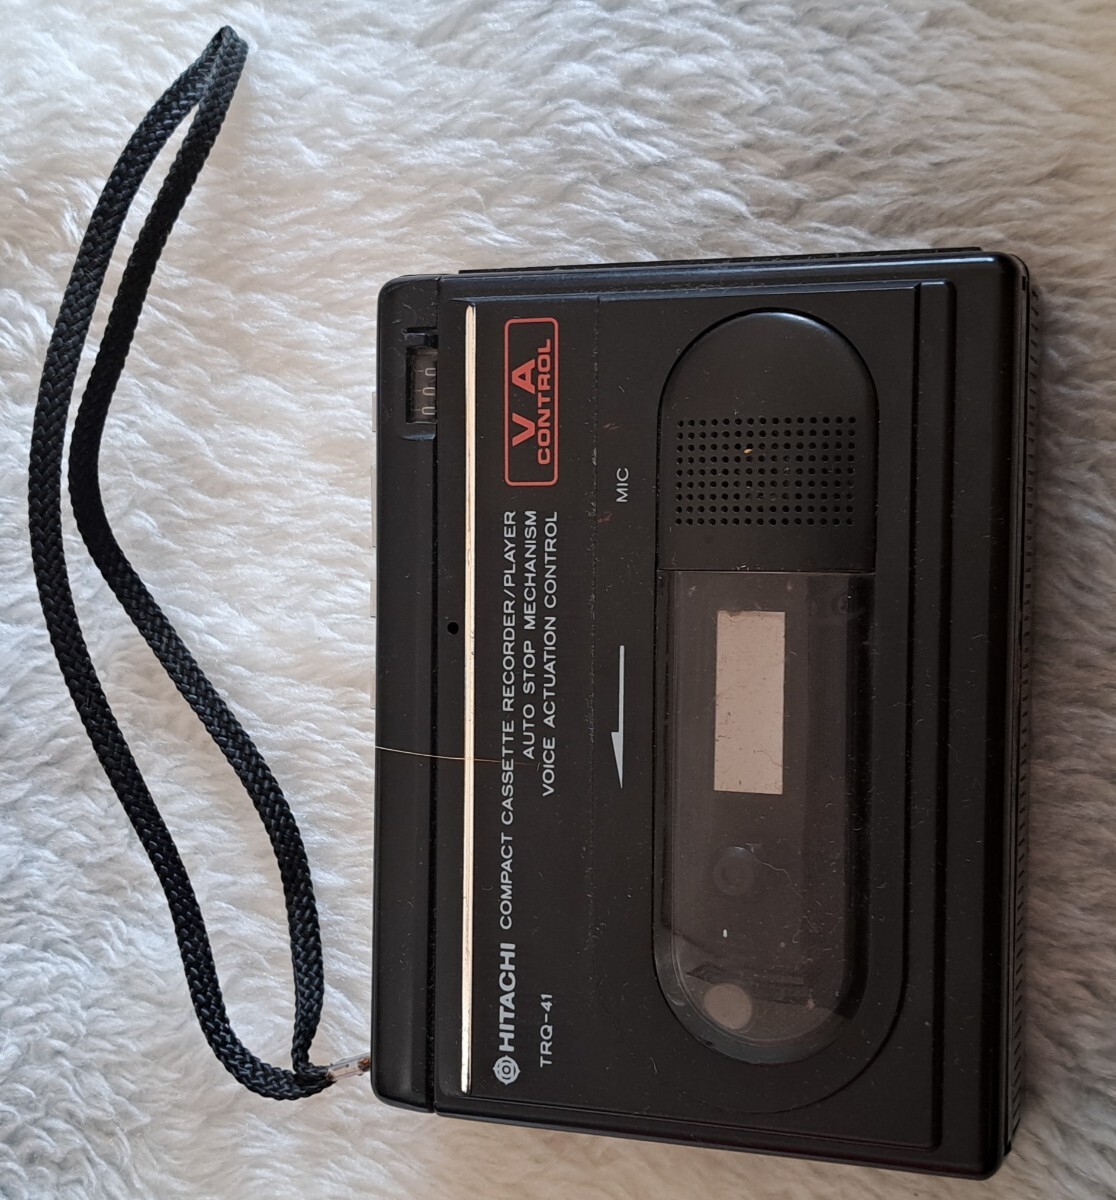 000
V A
CONTROL
HITACHI COMPACT CASSETTE RECORDER/PLAYER
AUTO STOP MECHANISM
TRQ-41 VOICE ACTUATION CONTROL
MIC